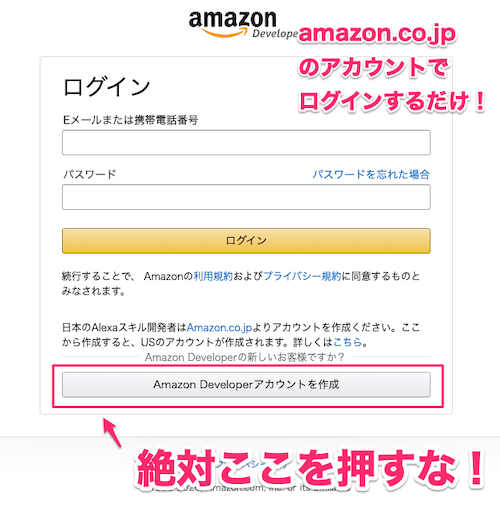 amazon
Develope
amazon.co.jp
のアカウントで
ログインするだけ！
ログイン
Eメールまたは携帯電話番号
パスワード パスワードを忘れた場合
ログイン
続行することで、 Amazonの利用規約およびプライバシー規約に同意するものと
みなされます。
日本のAlexaスキル開発者はAmazon.co.jpよりアカウントを作成ください。ここ
から作成すると、USのアカウントが作成されます。詳しくはこちら。
Amazon Developerの新しいお客様ですか？
Amazon Developerアカウントを作成
絶対ここを押すな！